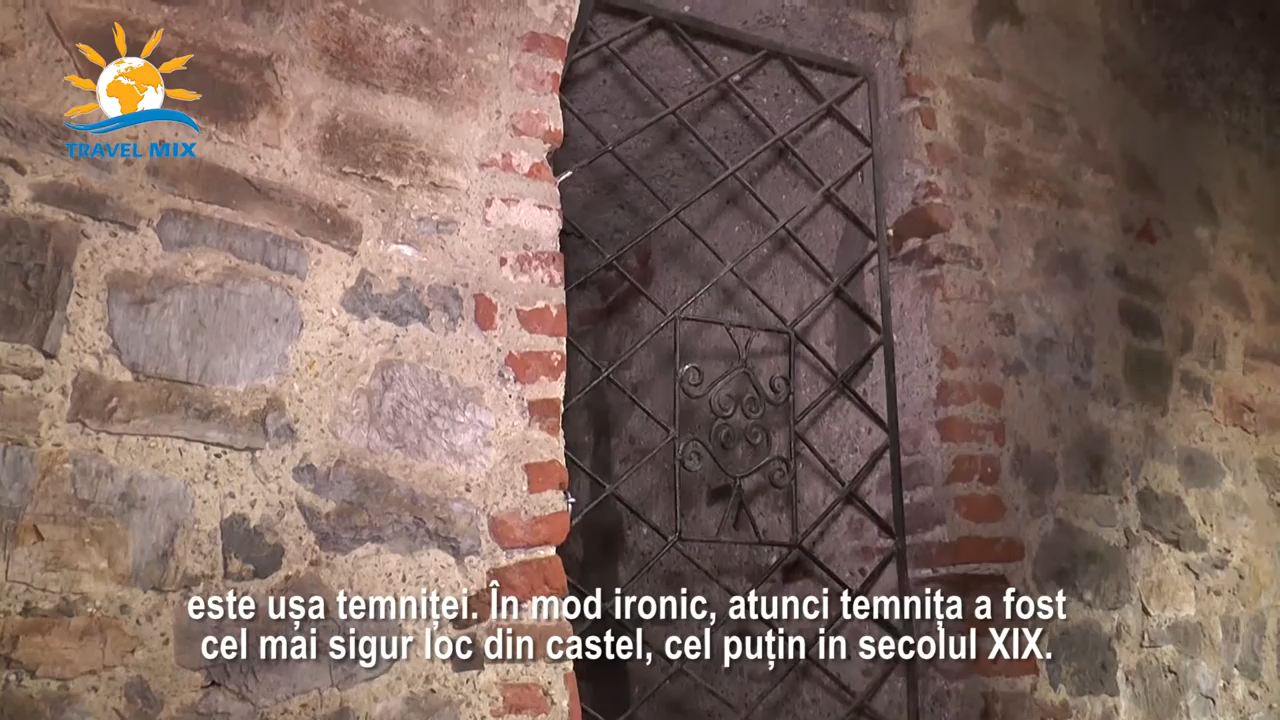 TRAVEL MIX
este ușa temniței. În mod ironic, atunci temnița a fost
cel mai sigur loc din castel, cel puțin in secolul XIX.